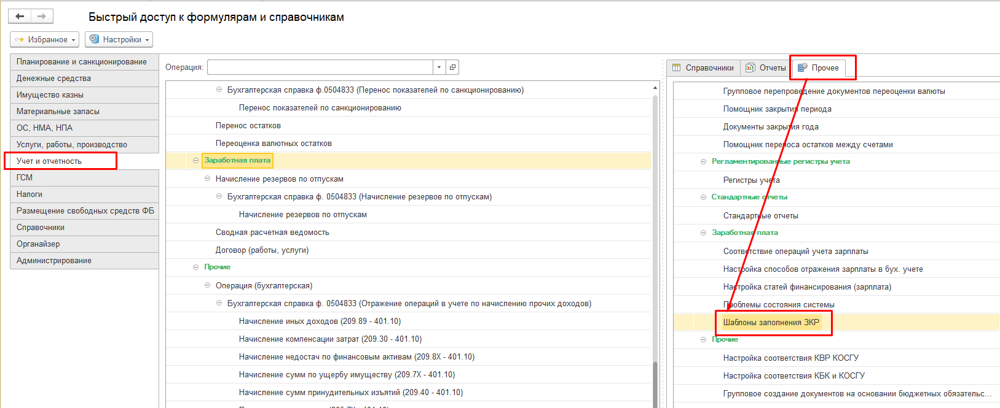 Быстрый доступ к формулярам и справочникам
Избранное
Настройки
Планирование и санкционирование
Денежные средства
Имущество казны
Материальные запасы
ОС, НМА, НПА
Услуги, работы, производство
Учет и отчетность
ГСМ
Налоги
Размещение свободных средств ФБ
Справочники
Органайзер
Администрирование
Операция:
Бухгалтерская справка ф.0504833 (Перенос показателей по санкционированию)
Перенос показателей по санкционированию
Перенос остатков
Переоценка валютных остатков
Заработная плата
Начисление резервов по отпускам
Бухгалтерская справка ф. 0504833 (Начисление резервов по отпускам)
Начисление резервов по отпускам
Сводная расчетная ведомость
Договор (работы, услуги)
Прочие
Операция (бухгалтерская)
Бухгалтерская справка ф. 0504833 (Отражение операций в учете по начислению прочих доходов)
Начисление иных доходов (209.89 - 401.10)
Начисление компенсации затрат (209.30 - 401.10)
Начисление недостач по финансовым активам (209.8Х - 401.10)
Начисление сумм по ущербу имуществу (209.7Х - 401.10)
Начисление сумм принудительных изъятий (209.40 - 401.10)
Справочники
Отчеты
Прочее
Групповое перепроведение документов переоценки валюты
Помощник закрытия периода
Документы закрытия года
Помощник переноса остатков между счетами
Регламентированные регистры учета
Регистры учета
Стандартные отчеты
Стандартные отчеты
Заработная плата
Соответствие операций учета зарплаты
Настройка способов отражения зарплаты в бух. учете
Настройка статей финансирования (зарплата)
Проблемы состояния системы
Шаблоны заполнения ЗКР
Прочие
Настройка соответствия КВР КОСГУ
Настройка соответствия КБК и КОСГУ
Групповое создание документов на основании бюджетных обязательс...